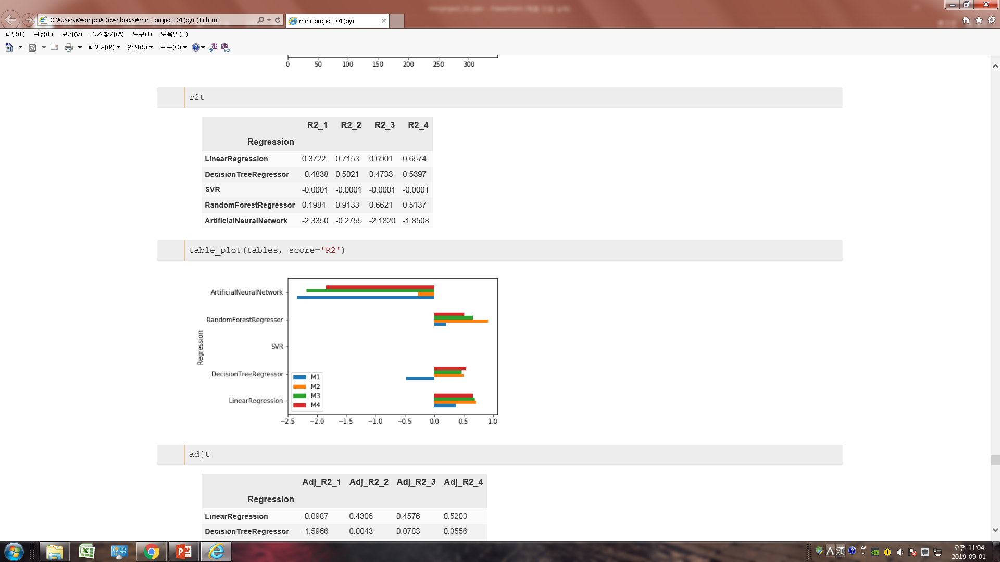 C:₩Users₩wonpc₩Downloads₩mini_project_01(py) (1).html
mini_project_01(py)
파일(F) 편집(E) 보기(V) 즐겨찾기(A) 도구(T) 도움말(H)
페이지(P) 안전(S) 도구(O)
0 50 100 150 200 250 300
r2t
R2_1 R2_2 R2_3 R2_4
Regression
LinearRegression 0.3722 0.7153 0.6901 0.6574
DecisionTreeRegressor -0.4838 0.5021 0.4733 0.5397
SVR -0.0001 -0.0001 -0.0001 -0.0001
RandomForestRegressor 0.1984 0.9133 0.6621 0.5137
ArtificialNeuralNetwork -2.3350 -0.2755 -2.1820 -1.8508
table_plot(tables, score='R2')
ArtificialNeuralNetwork
RandomForestRegressor
SVR
DecisionTreeRegressor
LinearRegression
Regression
M1
M2
M3
M4
−2.5 −2.0 −1.5 −1.0 −0.5 0.0 0.5 1.0
adjt
Adj_R2_1 Adj_R2_2 Adj_R2_3 Adj_R2_4
Regression
LinearRegression -0.0987 0.4306 0.4576 0.5203
DecisionTreeRegressor -1.5966 0.0043 0.0783 0.3556
A 漢
오전 11:04
2019-09-01